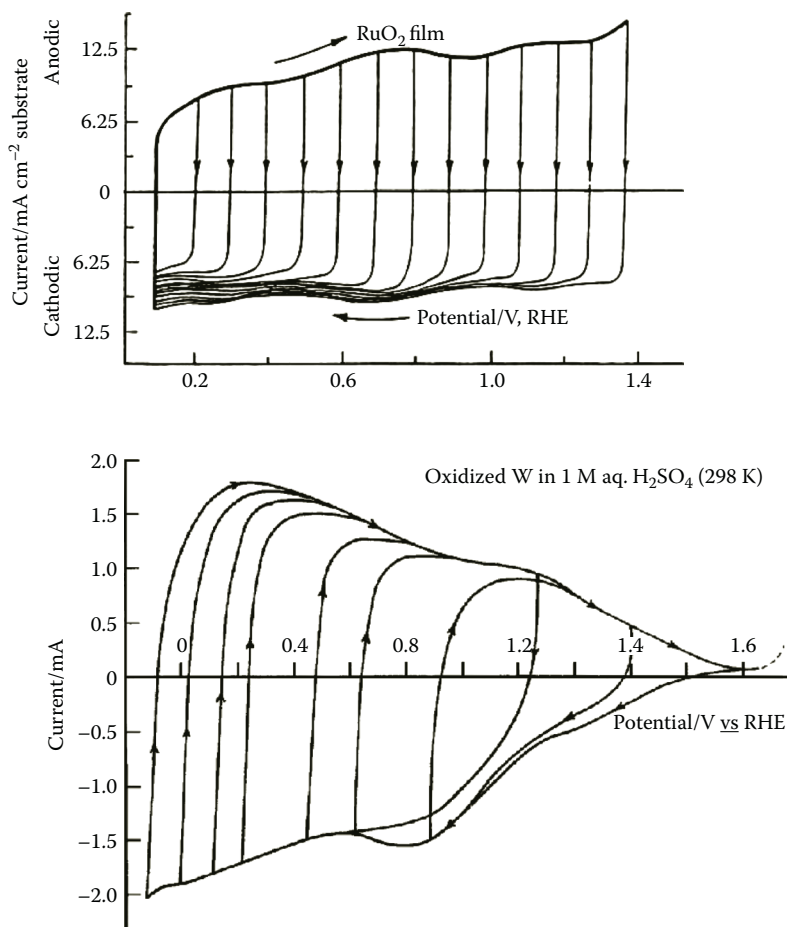 RuO₂ film
Anodic
Cathodic
Current/mA cm⁻² substrate
12.5
6.25
0
6.25
12.5
Potential/V, RHE
0.2 0.6 1.0 1.4
Oxidized W in 1 M aq. H₂SO₄ (298 K)
Current/mA
2.0
1.5
1.0
0.5
0 0.4 0.8 1.2 1.4 1.6
0
Potential/V vs RHE
−0.5
−1.0
−1.5
−2.0